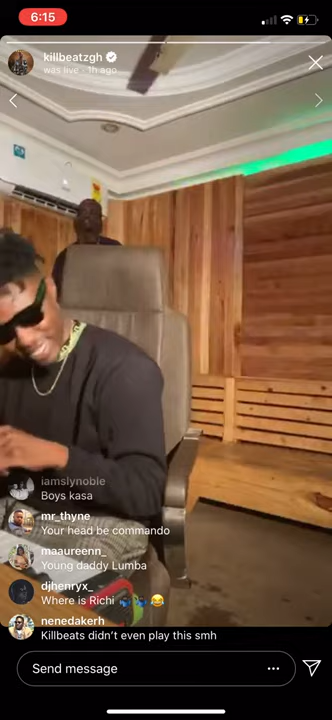 6:15
killbeatzgh
was live · 1h ago
iamslynoble
Boys kasa
mr_thyne
Your head be commando
maaureenn_
Young daddy Lumba
djhenryx_
Where is Richi
nenedakerh
Killbeats didn't even play this smh
Send message